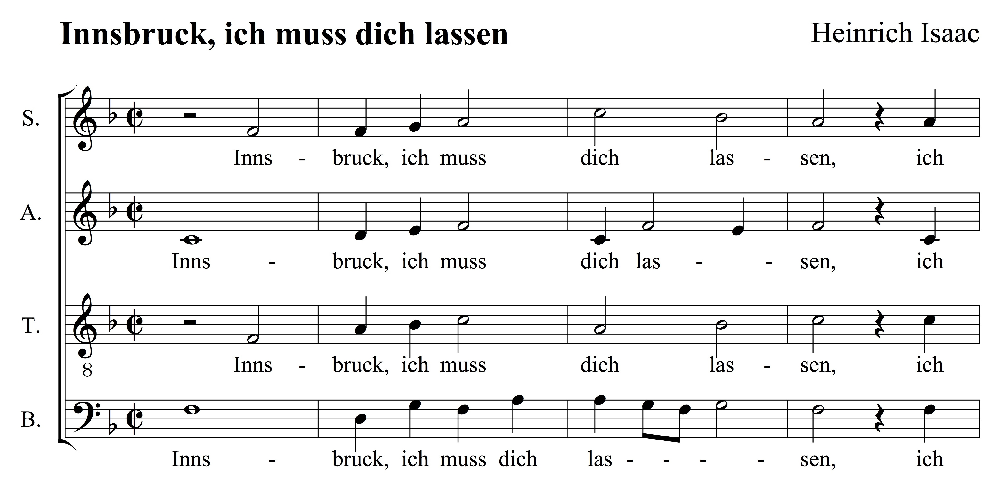 Innsbruck, ich muss dich lassen
Heinrich Isaac
S.
Inns - bruck, ich muss dich las - sen, ich
A.
Inns - bruck, ich muss dich las - - sen, ich
T.
8
Inns - bruck, ich muss dich las - sen, ich
B.
Inns - bruck, ich muss dich las - - - - sen, ich